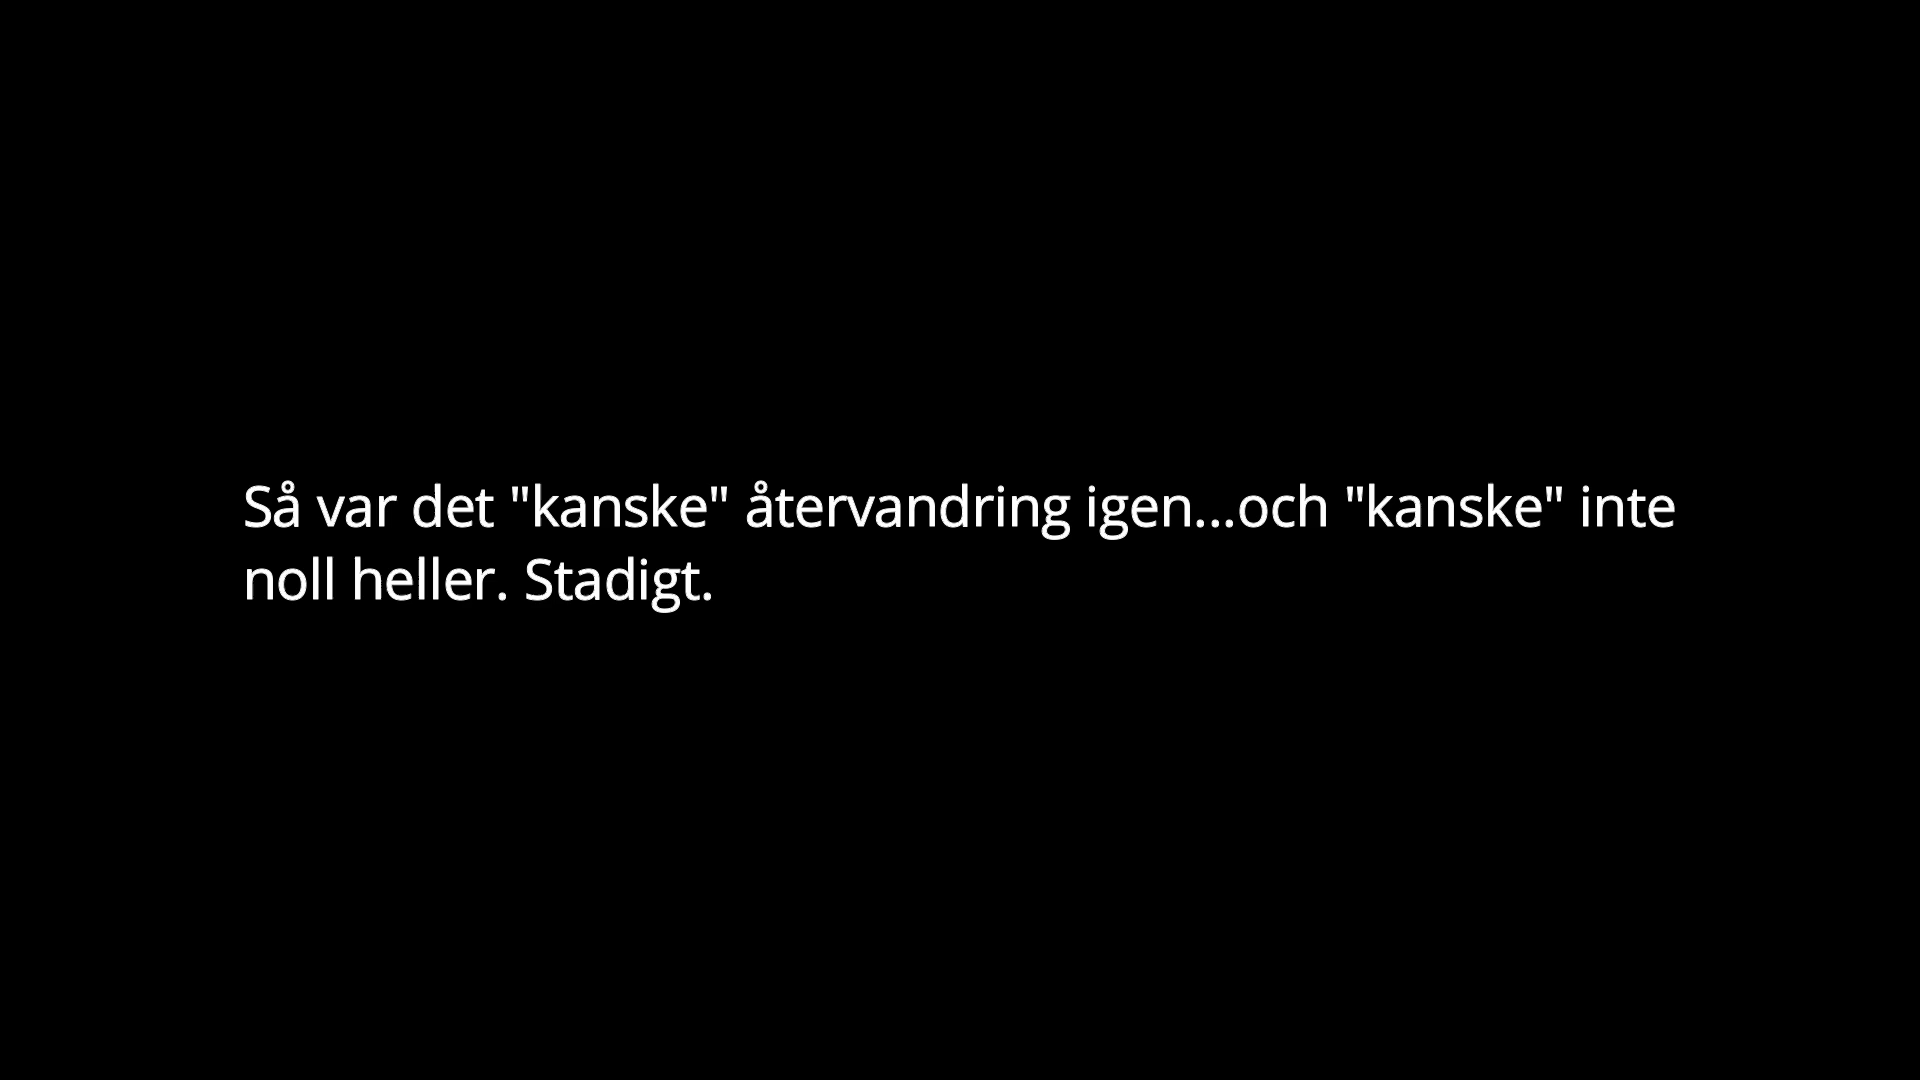 Så var det "kanske" återvandring igen...och "kanske" inte
noll heller. Stadigt.